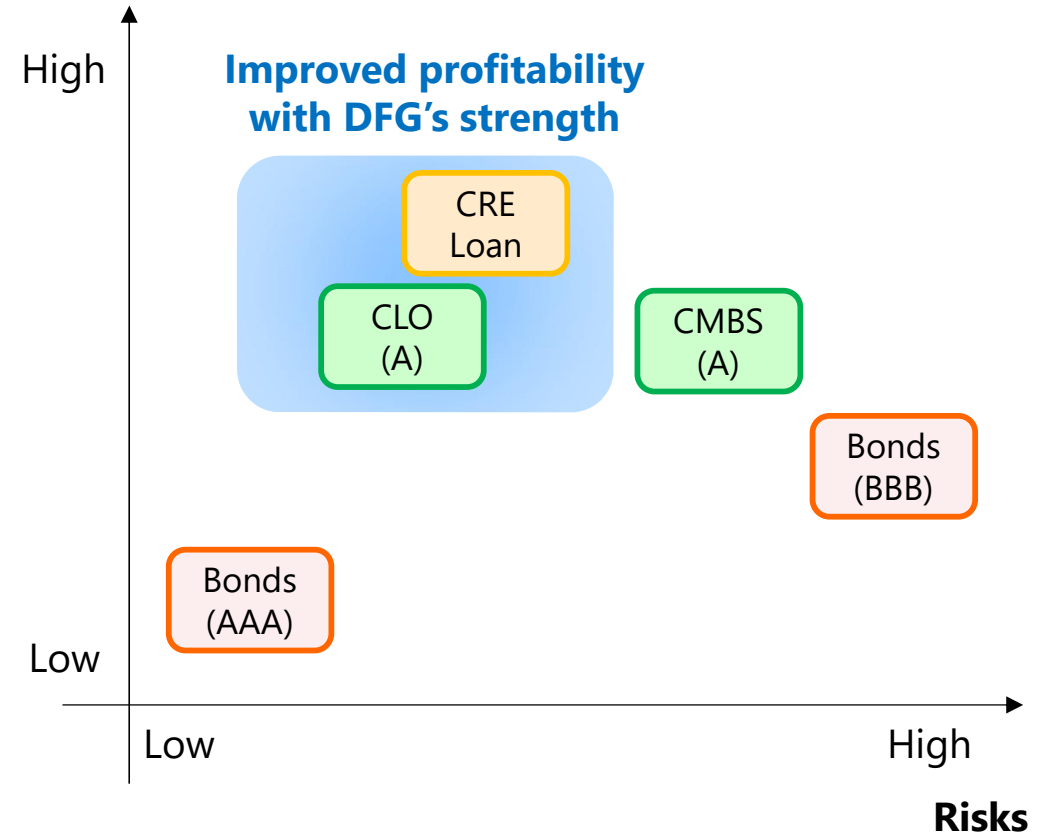 High
Improved profitability
with DFG's strength
CRE
Loan
CLO
(A)
CMBS
(A)
Bonds
(BBB)
Bonds
(AAA)
Low
Low
High
Risks